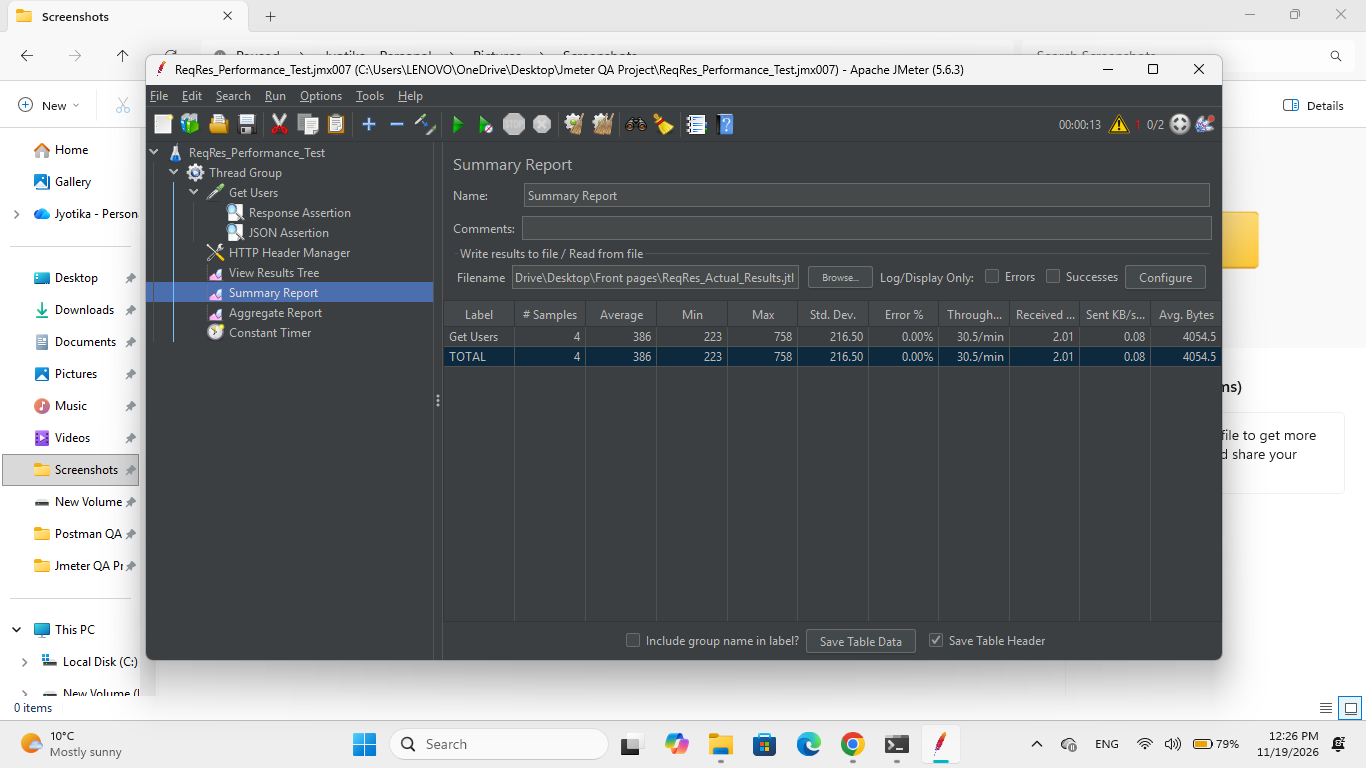 Screenshots
ReqRes_Performance_Test.jmx007 (C:\Users\LENOVO\OneDrive\Desktop\Jmeter QA Project\ReqRes_Performance_Test.jmx007) - Apache JMeter (5.6.3)
File Edit Search Run Options Tools Help
New
Details
STOP
00:00:13 1 0/2
Home
Gallery
Jyotika - Persona
Desktop
Downloads
Documents
Pictures
Music
Videos
Screenshots
New Volume
Postman QA
Jmeter QA Pr
This PC
Local Disk (C:)
0 items
ReqRes_Performance_Test
Thread Group
Get Users
Response Assertion
JSON Assertion
HTTP Header Manager
View Results Tree
Summary Report
Aggregate Report
Constant Timer
Summary Report
Name: Summary Report
Comments:
Write results to file / Read from file
Filename Drive\Desktop\Front pages\ReqRes_Actual_Results.jtl Browse... Log/Display Only: Errors Successes Configure
Label # Samples Average Min Max Std. Dev. Error % Through... Received ... Sent KB/s... Avg. Bytes
Get Users 4 386 223 758 216.50 0.00% 30.5/min 2.01 0.08 4054.5
TOTAL 4 386 223 758 216.50 0.00% 30.5/min 2.01 0.08 4054.5
Include group name in label? Save Table Data Save Table Header
ms)
file to get more
d share your
10°C
Mostly sunny
Search
ENG
79%
12:26 PM
11/19/2026